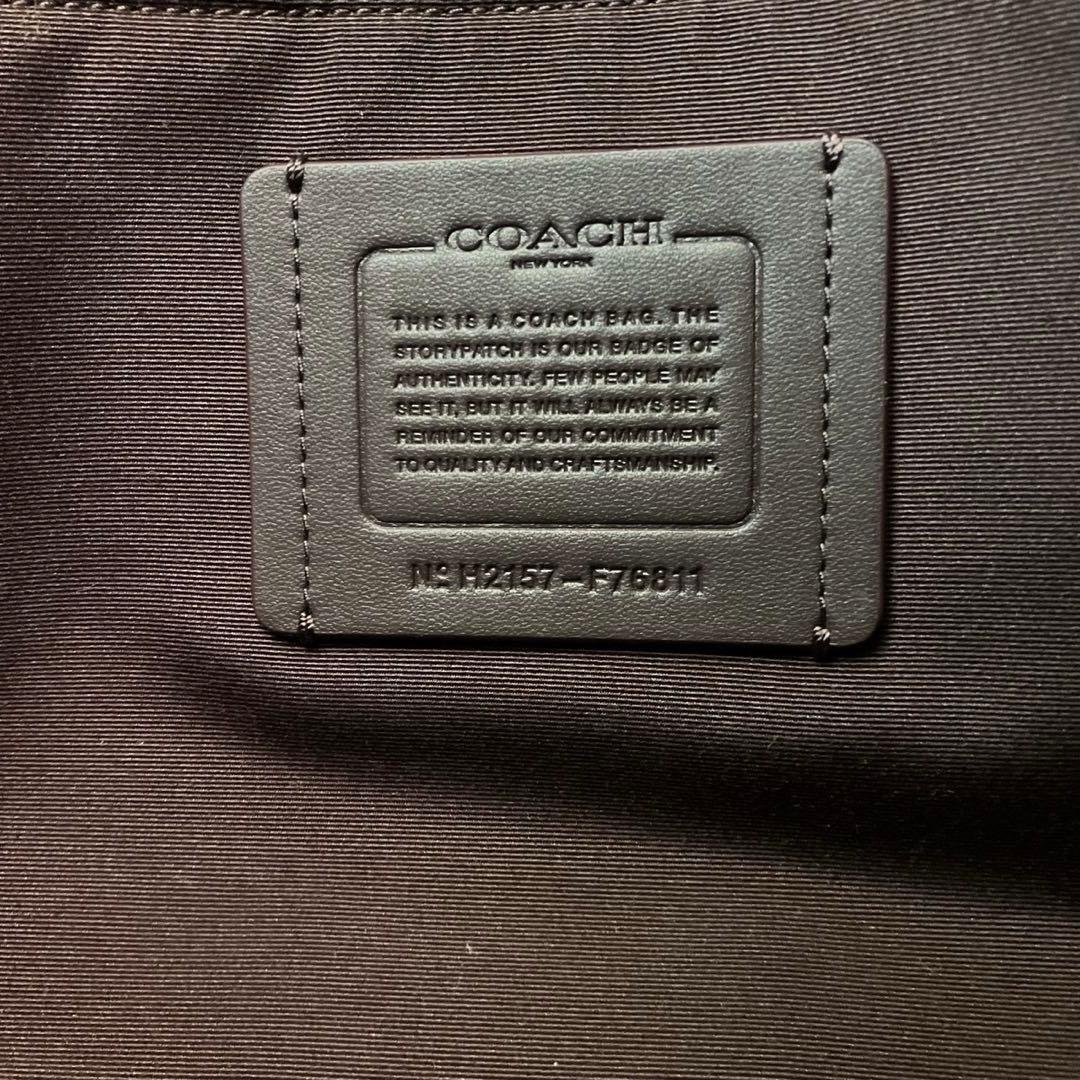 COACH
NEW YORK
THIS IS A COACH BAG. THE
STORYPATCH IS OUR BADGE OF
AUTHENTICITY. FEW PEOPLE MAY
SEE IT, BUT IT WILL ALWAYS BE A
REMINDER OF OUR COMMITMENT
TO QUALITY AND CRAFTSMANSHIP.
Nº H2157-F76811